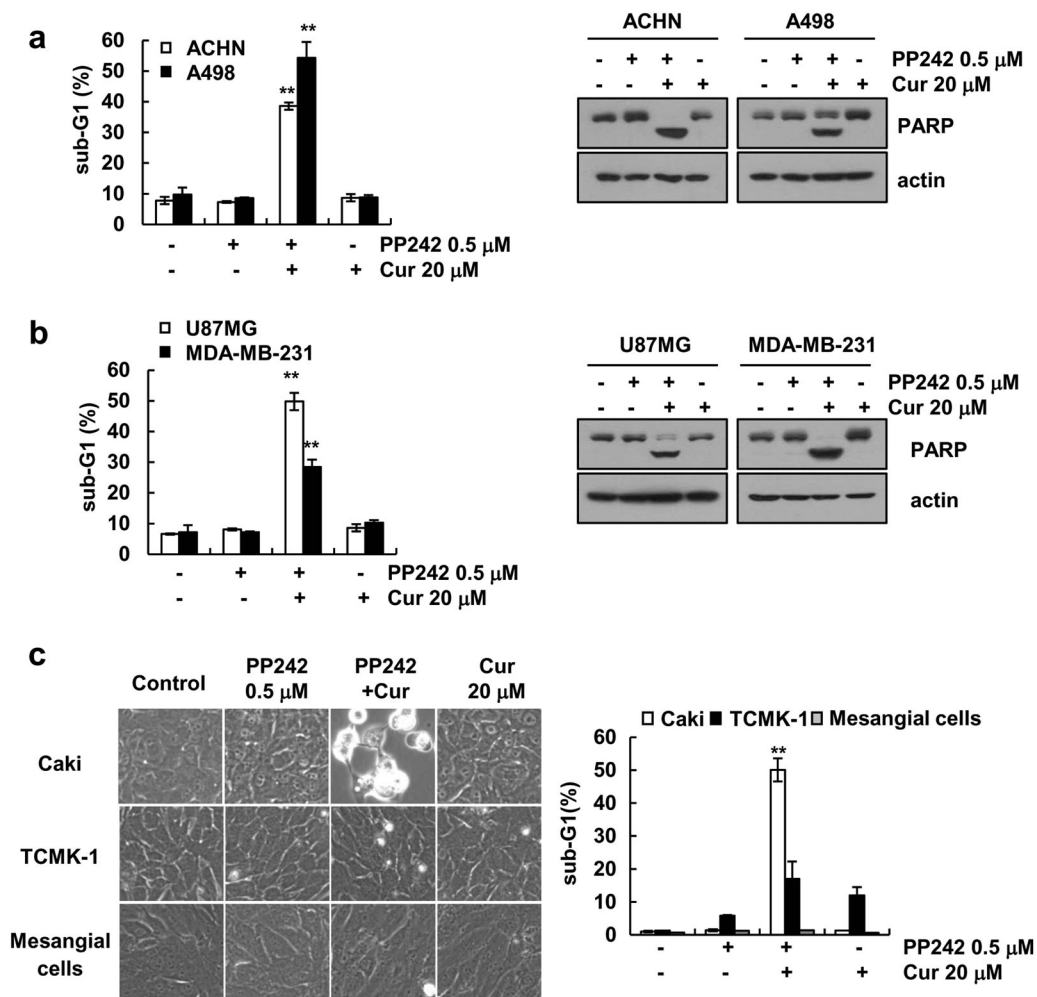 a
ACHN
A498
**
**
sub-G1 (%)
60
50
40
30
20
10
0
- + + - PP242 0.5 μM
- - + + Cur 20 μM
ACHN A498
- + + - - + + - PP242 0.5 μM
- - + + - - + + Cur 20 μM
PARP
actin
b
U87MG
MDA-MB-231
**
**
sub-G1 (%)
60
50
40
30
20
10
0
- + + - PP242 0.5 μM
- - + + Cur 20 μM
U87MG MDA-MB-231
- + + - - + + - PP242 0.5 μM
- - + + - - + + Cur 20 μM
PARP
actin
c
Control PP242 0.5 μM PP242 +Cur Cur 20 μM
Caki
TCMK-1
Mesangial cells
Caki TCMK-1 Mesangial cells
**
sub-G1(%)
60
50
40
30
20
10
0
- + + - PP242 0.5 μM
- - + + Cur 20 μM